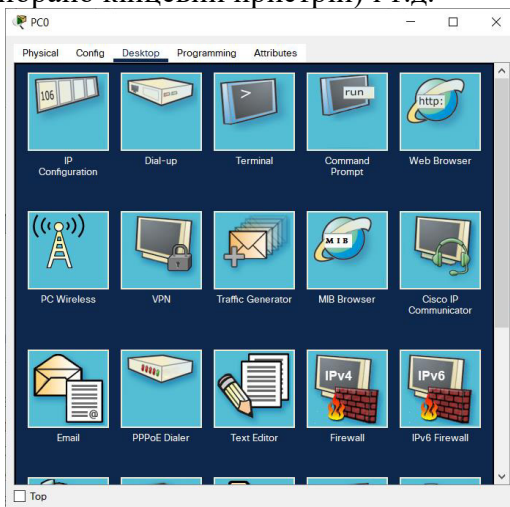 кінцевий пристрій) і т.д.
PC0
Physical Config Desktop Programming Attributes
106
run
http:
IP
Configuration
Dial-up
Terminal
Command
Prompt
Web Browser
MIB
PC Wireless
VPN
Traffic Generator
MIB Browser
Cisco IP
Communicator
@
IPv4
IPv6
Email
PPPoE Dialer
Text Editor
Firewall
IPv6 Firewall
Top